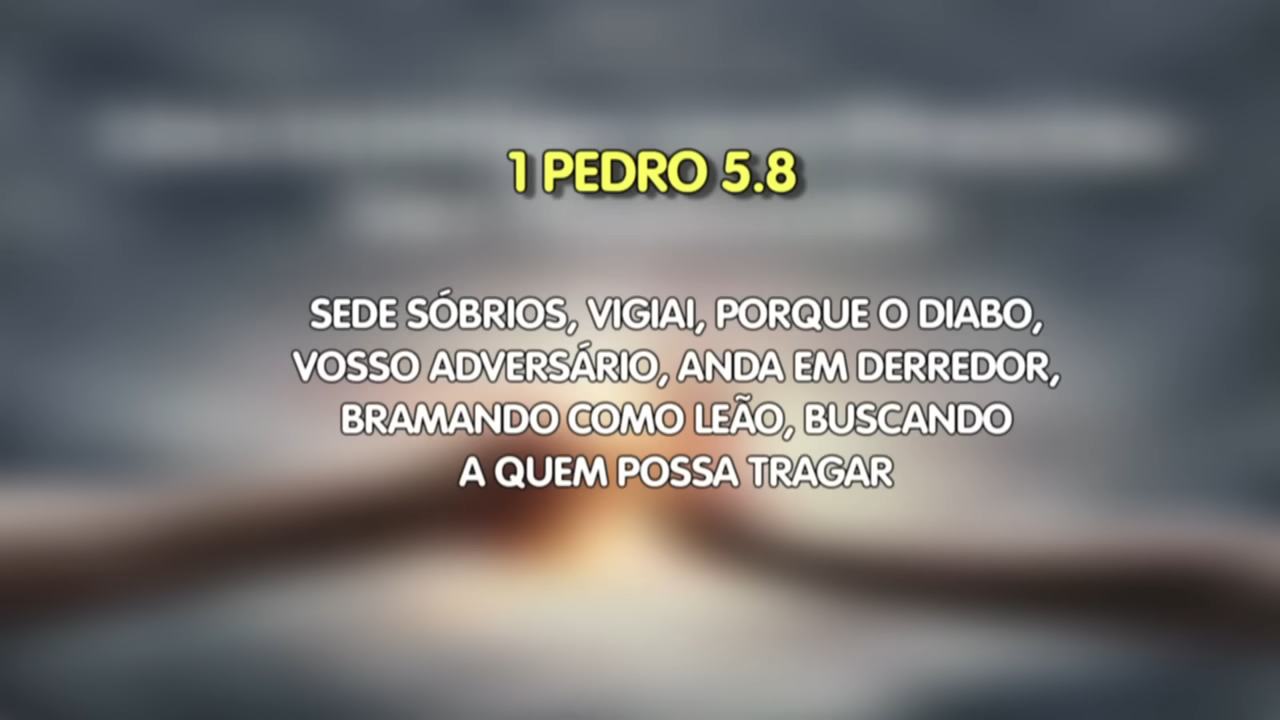 1 PEDRO 5.8
SEDE SÓBRIOS, VIGIAI, PORQUE O DIABO,
VOSSO ADVERSÁRIO, ANDA EM DERREDOR,
BRAMANDO COMO LEÃO, BUSCANDO
A QUEM POSSA TRAGAR